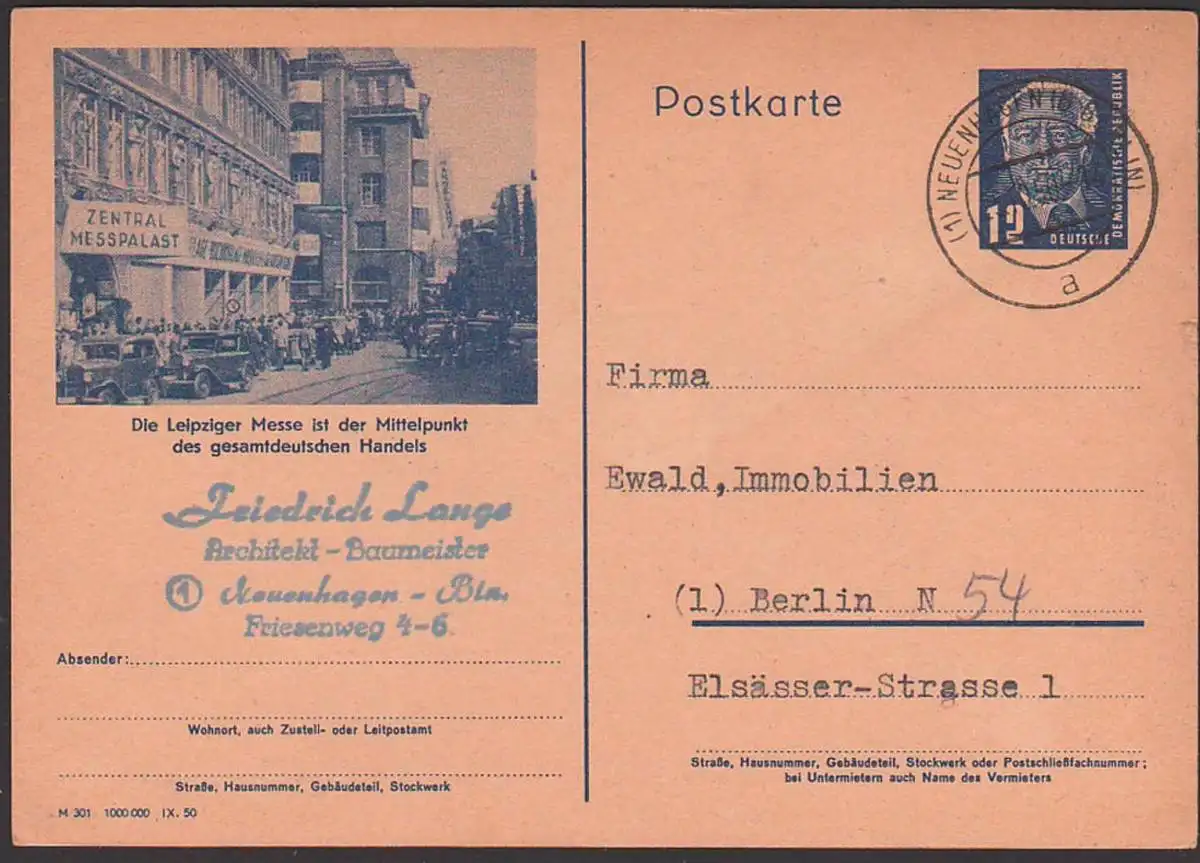 ZENTRAL
MESSPALAST
Die Leipziger Messe ist der Mittelpunkt
des gesamtdeutschen Handels
Friedrich Lange
Architekt - Baumeister
1 Neuenhagen - Bln.
Friesenweg 4-6
Absender:
Wohnort, auch Zustell- oder Leitpostamt
Straße, Hausnummer, Gebäudeteil, Stockwerk
M 301 1000000 IX. 50
Postkarte
12
DEUTSCHE
DEMOKRATISCHE REPUBLIK
a
Firma
Ewald, Immobilien
(1) Berlin N 54
Elsässer-Strasse 1
Straße, Hausnummer, Gebäudeteil, Stockwerk oder Postschließfachnummer;
bei Untermietern auch Name des Vermieters